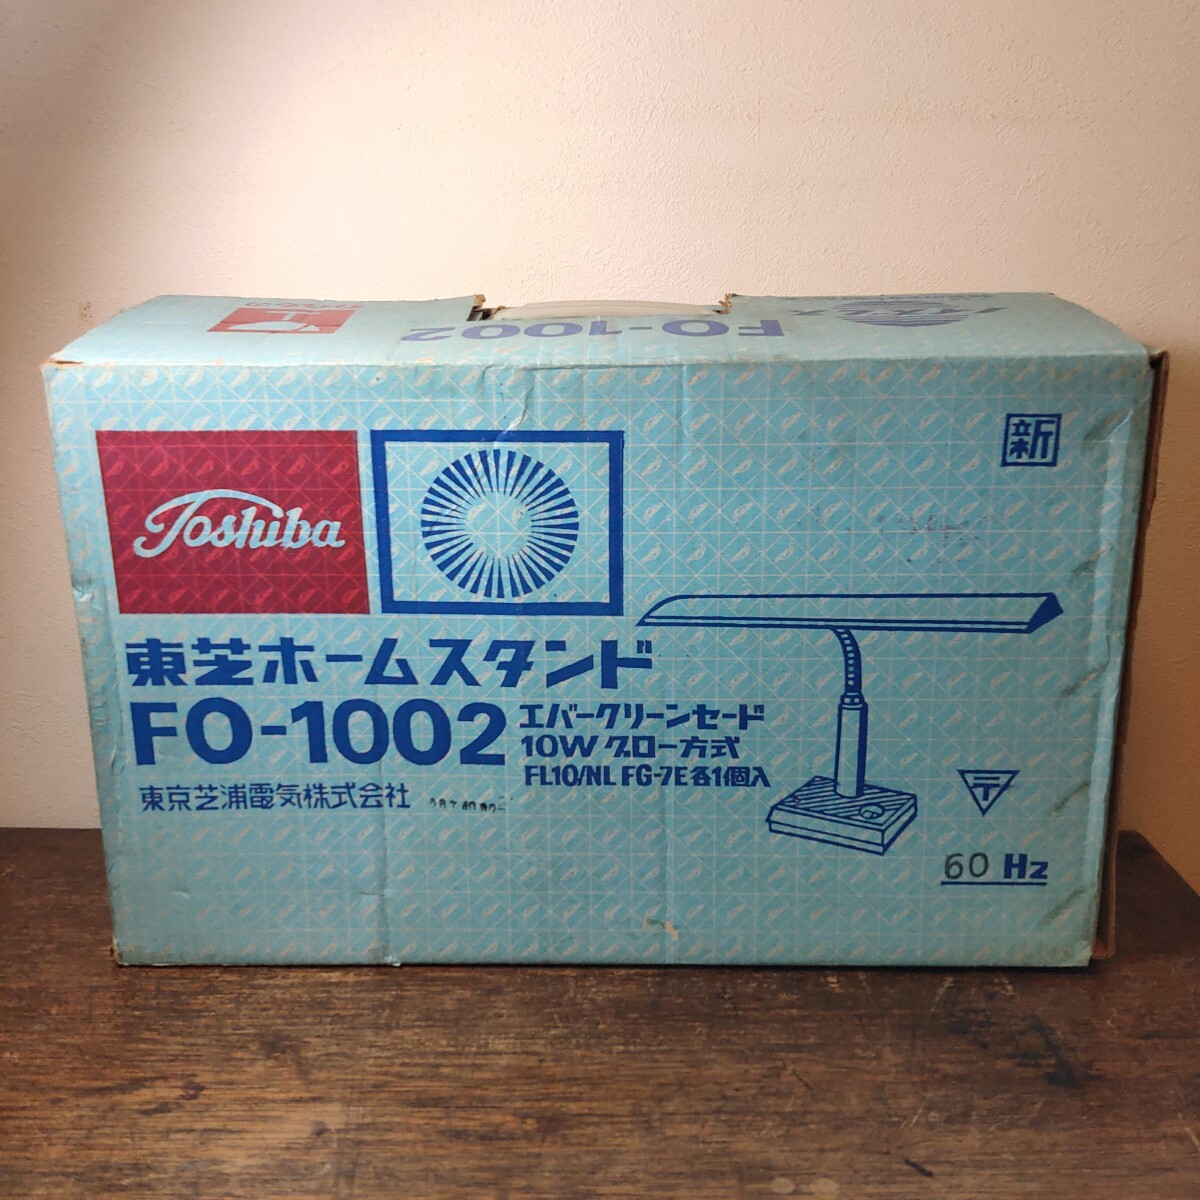 FO-1002
Toshiba
新
東芝ホームスタンド
FO-1002
エバーグリーンセード
10W グロー方式
FL10/NL FG-7E 各1個入
東京芝浦電気株式会社
〒
60 Hz